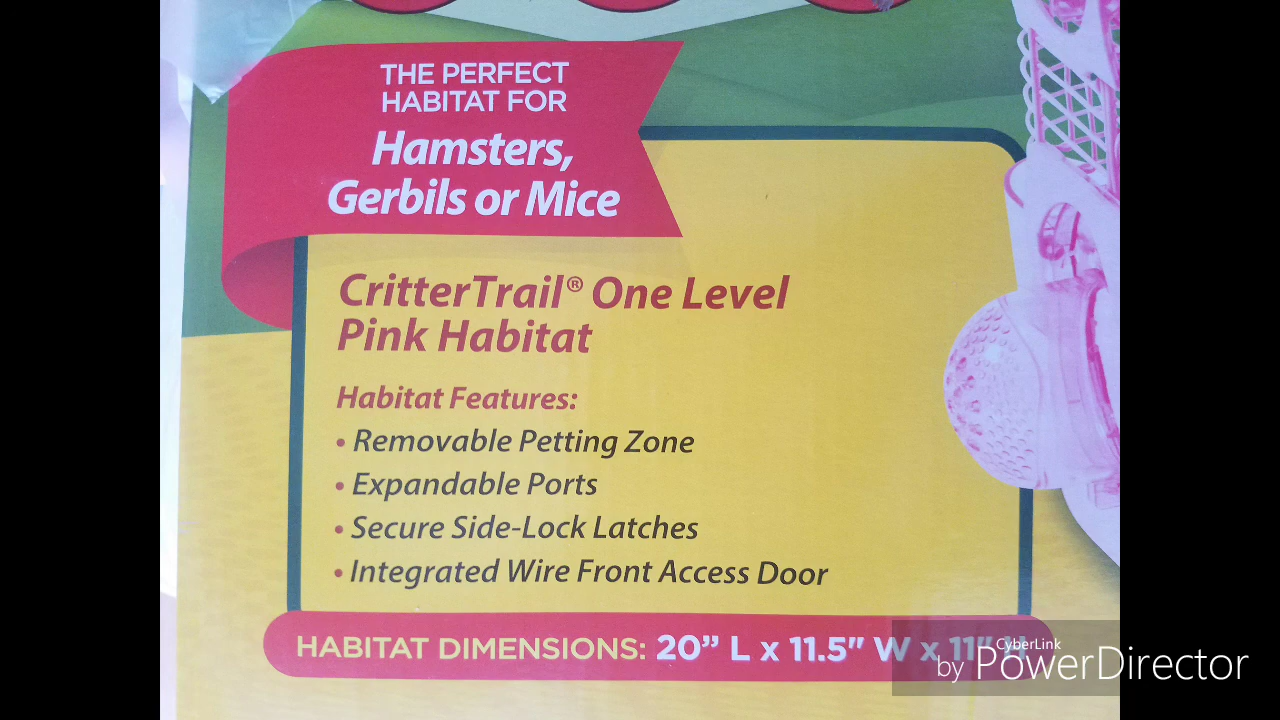 THE PERFECT
HABITAT FOR
Hamsters,
Gerbils or Mice
CritterTrail® One Level
Pink Habitat
Habitat Features:
• Removable Petting Zone
• Expandable Ports
• Secure Side-Lock Latches
• Integrated Wire Front Access Door
HABITAT DIMENSIONS: 20” L x 11.5" W x 11" H
CyberLink
by PowerDirector